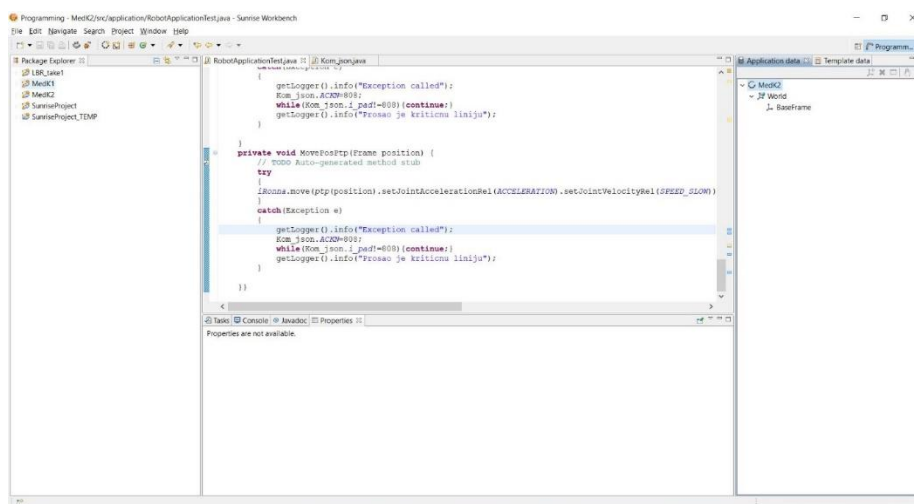 Programming - MedK2/src/application/RobotApplicationTest.java - Sunrise Workbench
File Edit Navigate Search Project Window Help
Programm...
Package Explorer
LBR_take1
MedK1
MedK2
SunriseProject
SunriseProject_TEMP
RobotApplicationTest.java Kom_json.java
catch(Exception e)
{
getLogger().info("Exception called");
Kom_json.ACKN=808;
while(Kom_json.i_pad!=808){continue;}
getLogger().info("Prosao je kriticnu liniju");
}
}
private void MovePosPtp(Frame position) {
// TODO Auto-generated method stub
try
{
iRonna.move(ptp(position).setJointAccelerationRel(ACCELERATION).setJointVelocityRel(SPEED_SLOW))
}
catch(Exception e)
{
getLogger().info("Exception called");
Kom_json.ACKN=808;
while(Kom_json.i_pad!=808){continue;}
getLogger().info("Prosao je kriticnu liniju");
}
}}
Tasks Console Javadoc Properties
Properties are not available.
Application data Template data
MedK2
World
BaseFrame